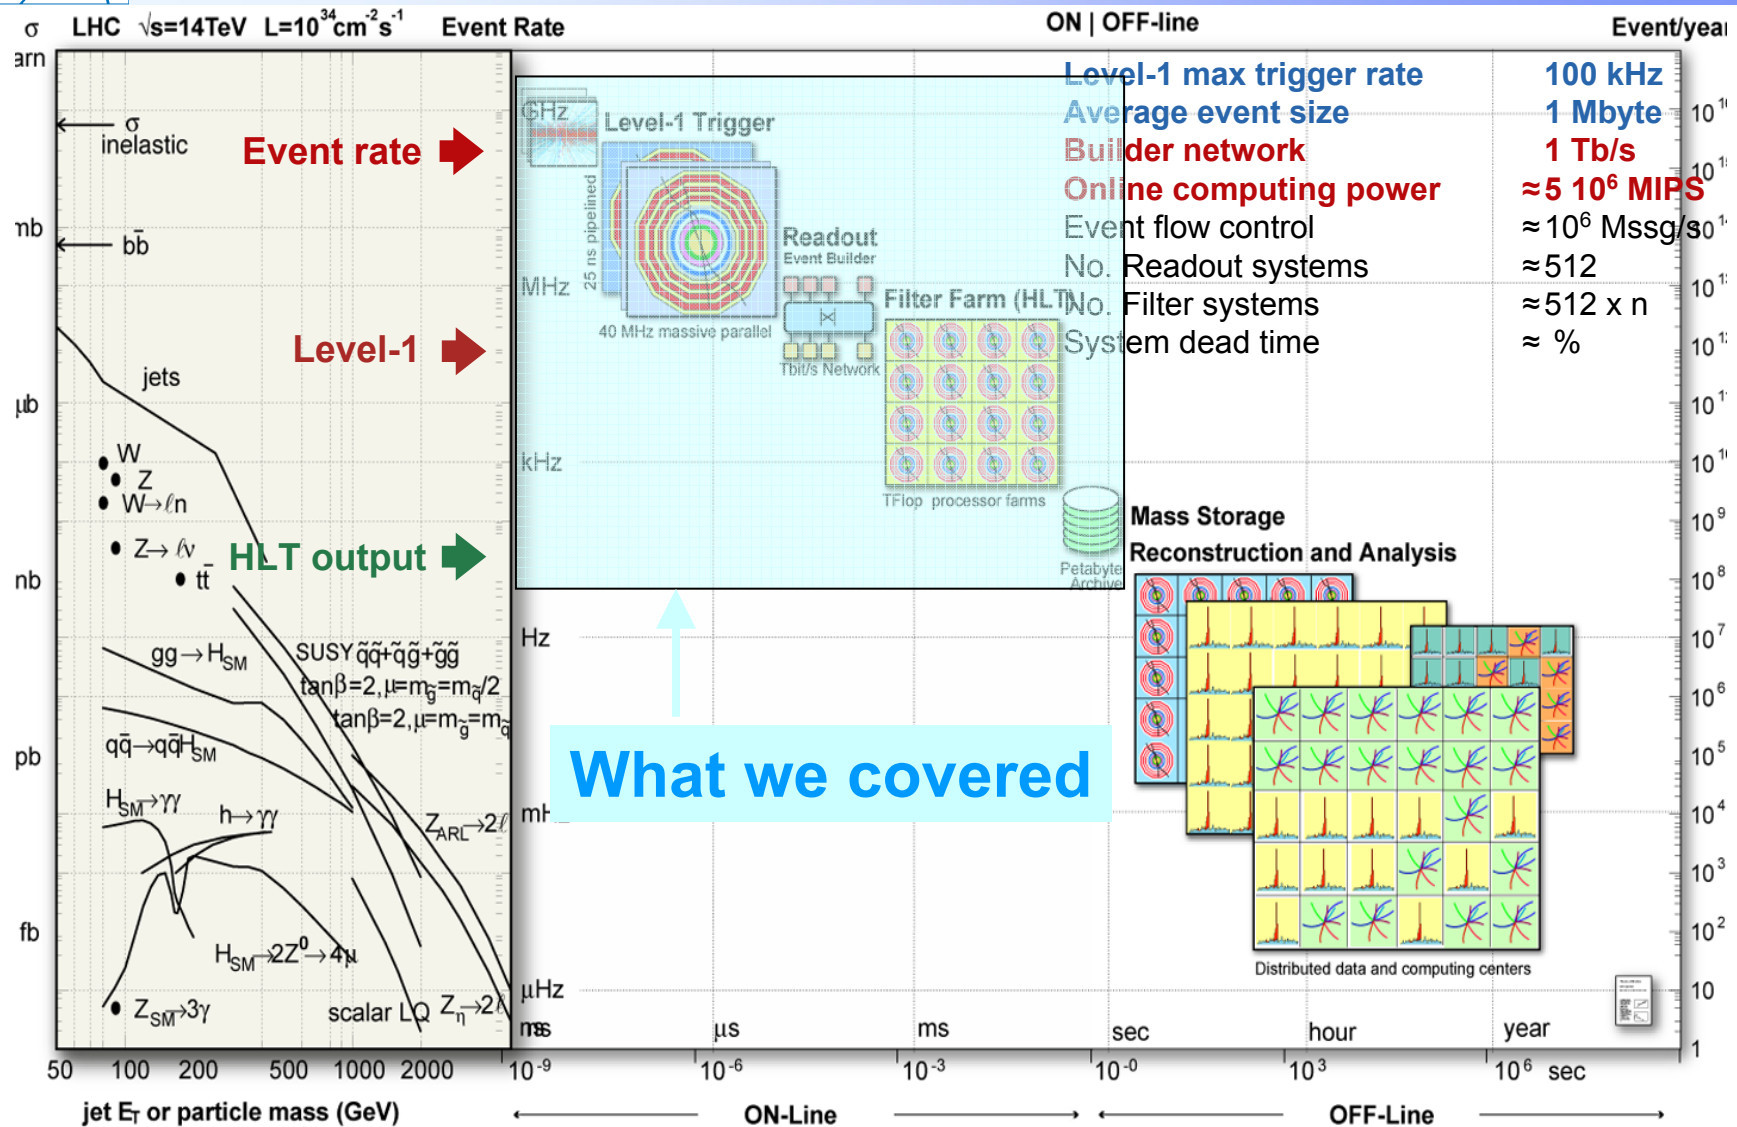 σ LHC √s=14TeV L=10³⁴cm⁻²s⁻¹ Event Rate ON | OFF-line Event/year
arn
mb
μb
nb
pb
fb
σ
inelastic
bb̄
jets
W
Z
W→ℓn
Z→ℓν
tt̄
gg→H_SM
SUSY q̃q̃+q̃g̃+g̃g̃
tanβ=2,μ=m_g̃=m_q̃/2
tanβ=2,μ=m_g̃=m_q̃
qq̄→qq̄H_SM
H_SM→γγ
h→γγ
Z_ARL→2ℓ
H_SM→2Z⁰→4μ
Z_SM→3γ
scalar LQ
Z_η→2ℓ
Event rate
Level-1
HLT output
GHz
MHz
kHz
Hz
mHz
μHz
Level-1 Trigger
25 ns pipelined
40 MHz massive parallel
Readout
Event Builder
Tbit/s Network
Filter Farm (HLT)
TFlop processor farms
Petabyte
Archive
Level-1 max trigger rate 100 kHz
Average event size 1 Mbyte
Builder network 1 Tb/s
Online computing power ≈5 10⁶ MIPS
Event flow control ≈10⁶ Mssg/s
No. Readout systems ≈512
No. Filter systems ≈512 x n
System dead time ≈ %
Mass Storage
Reconstruction and Analysis
What we covered
Distributed data and computing centers
10¹⁰
10⁹
10⁸
10⁷
10⁶
10⁵
10⁴
10³
10²
10
1
ns μs ms sec hour year
50 100 200 500 1000 2000 10⁻⁹ 10⁻⁶ 10⁻³ 10⁻⁰ 10³ 10⁶ sec
jet E_T or particle mass (GeV) ON-Line OFF-Line